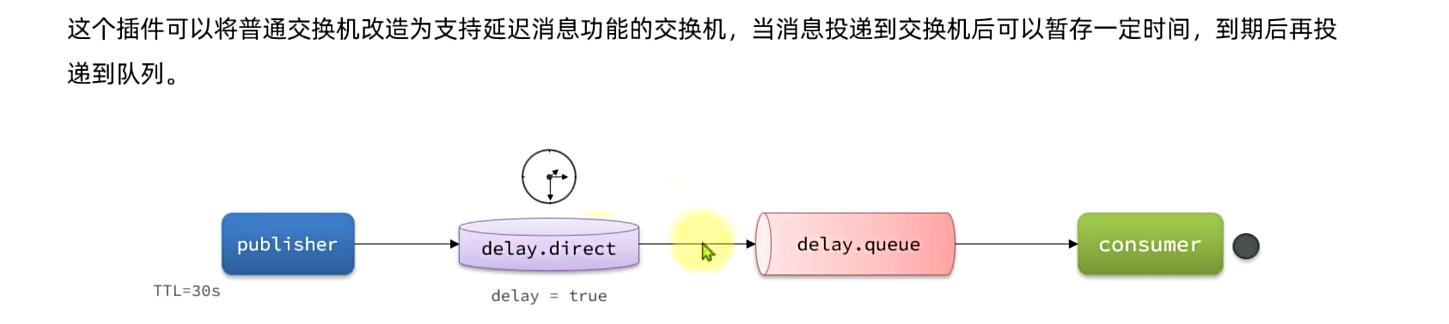 这个插件可以将普通交换机改造为支持延迟消息功能的交换机，当消息投递到交换机后可以暂存一定时间，到期后再投
递到队列。
publisher
delay.direct
delay.queue
consumer
TTL=30s
delay = true